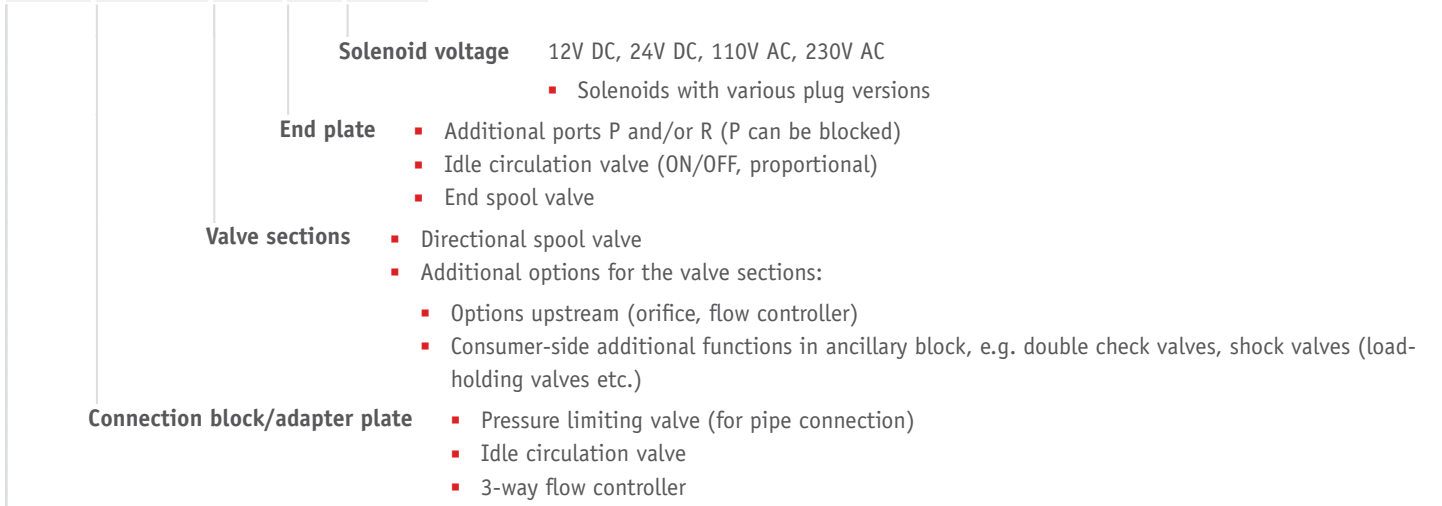 Solenoid voltage 12V DC, 24V DC, 110V AC, 230V AC
▪ Solenoids with various plug versions
End plate ▪ Additional ports P and/or R (P can be blocked)
▪ Idle circulation valve (ON/OFF, proportional)
▪ End spool valve
Valve sections ▪ Directional spool valve
▪ Additional options for the valve sections:
▪ Options upstream (orifice, flow controller)
▪ Consumer-side additional functions in ancillary block, e.g. double check valves, shock valves (load-
holding valves etc.)
Connection block/adapter plate ▪ Pressure limiting valve (for pipe connection)
▪ Idle circulation valve
▪ 3-way flow controller